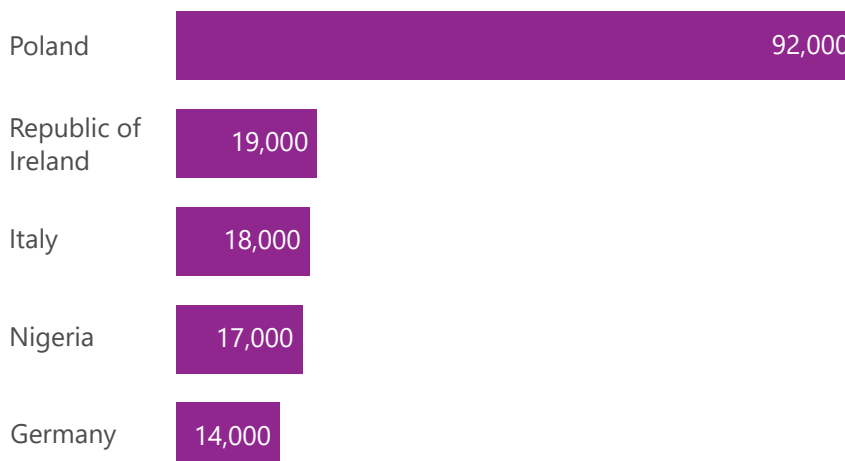 Poland 92,000
Republic of
Ireland 19,000
Italy 18,000
Nigeria 17,000
Germany 14,000